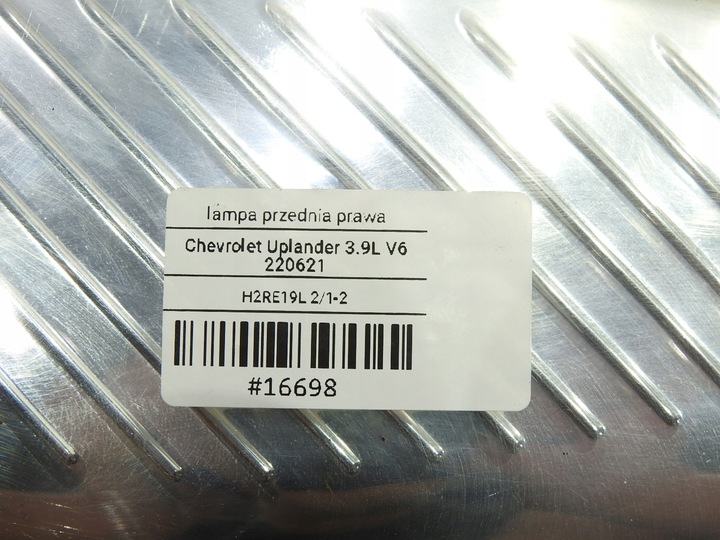 lampa przednia prawa
Chevrolet Uplander 3.9L V6
220621
H2RE19L 2/1-2
#16698